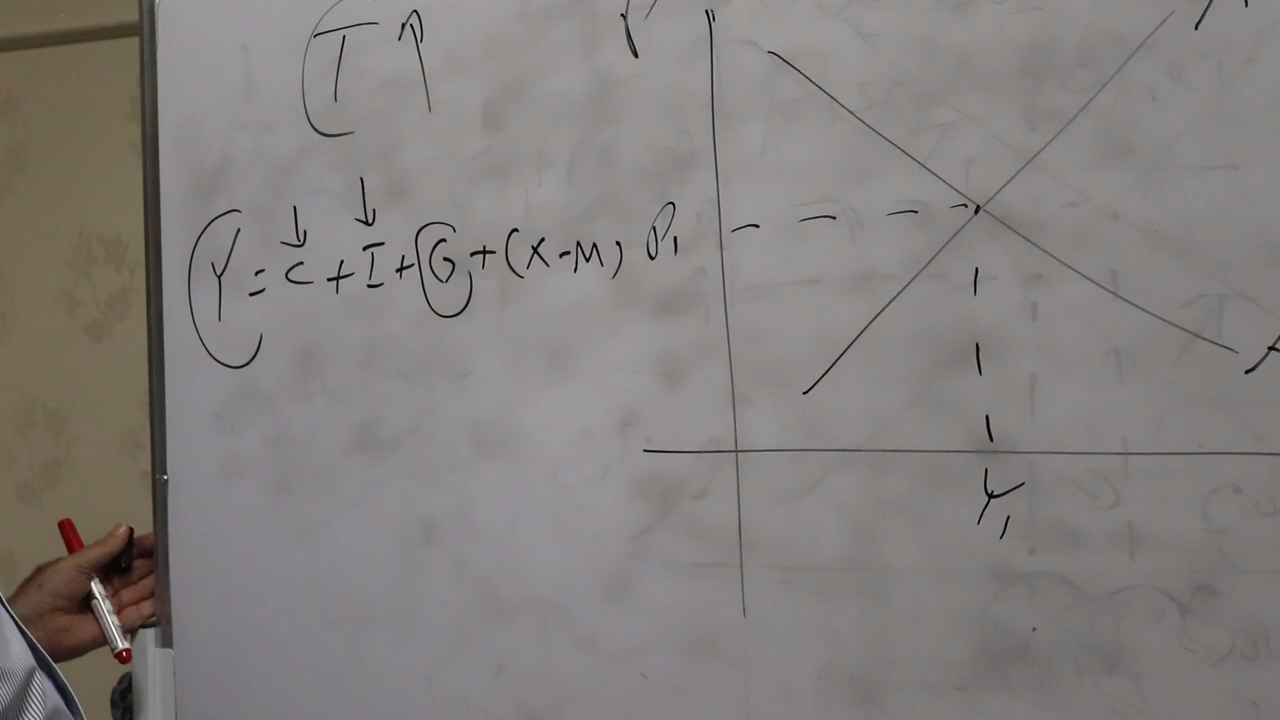 T ↑
P
↓ ↓
Y = C + I + G + (X - M)
P₁
A
Y₁